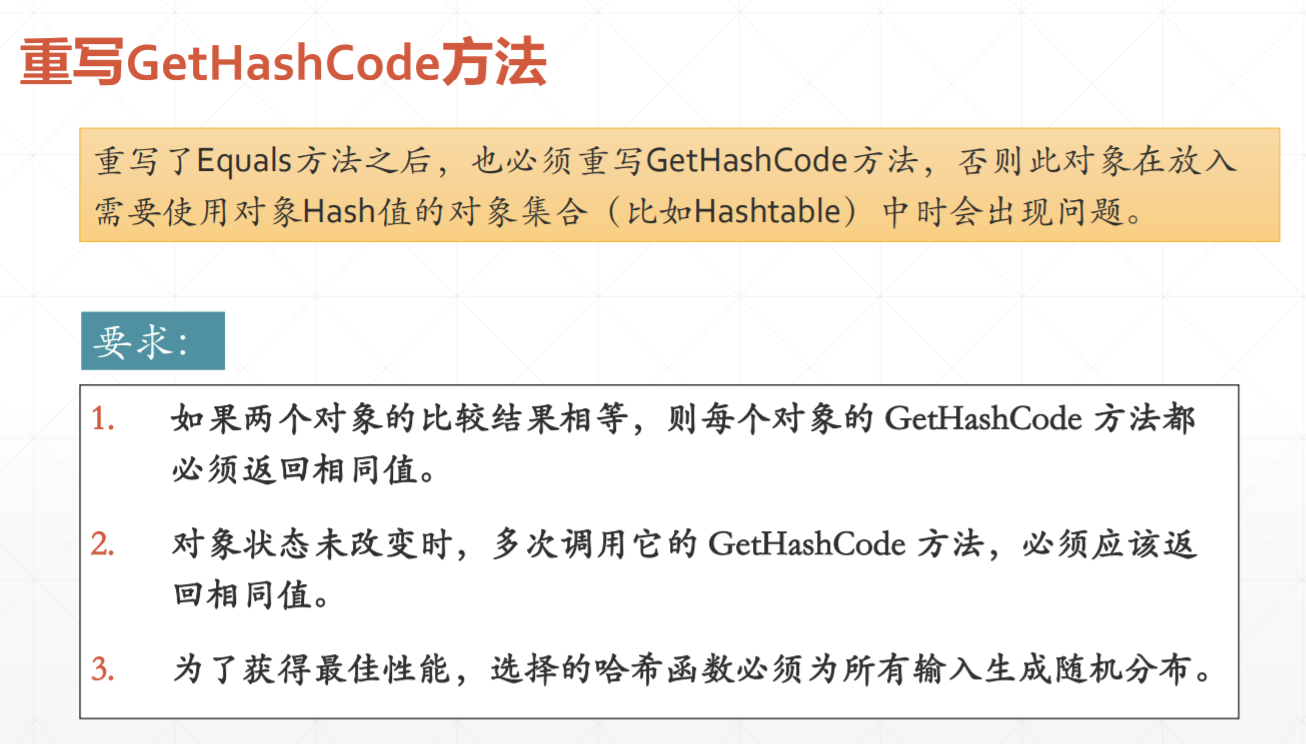 重写GetHashCode方法
重写了Equals方法之后，也必须重写GetHashCode方法，否则此对象在放入
需要使用对象Hash值的对象集合（比如Hashtable）中时会出现问题。
要求：
1. 如果两个对象的比较结果相等，则每个对象的 GetHashCode 方法都
必须返回相同值。
2. 对象状态未改变时，多次调用它的 GetHashCode 方法，必须应该返
回相同值。
3. 为了获得最佳性能，选择的哈希函数必须为所有输入生成随机分布。